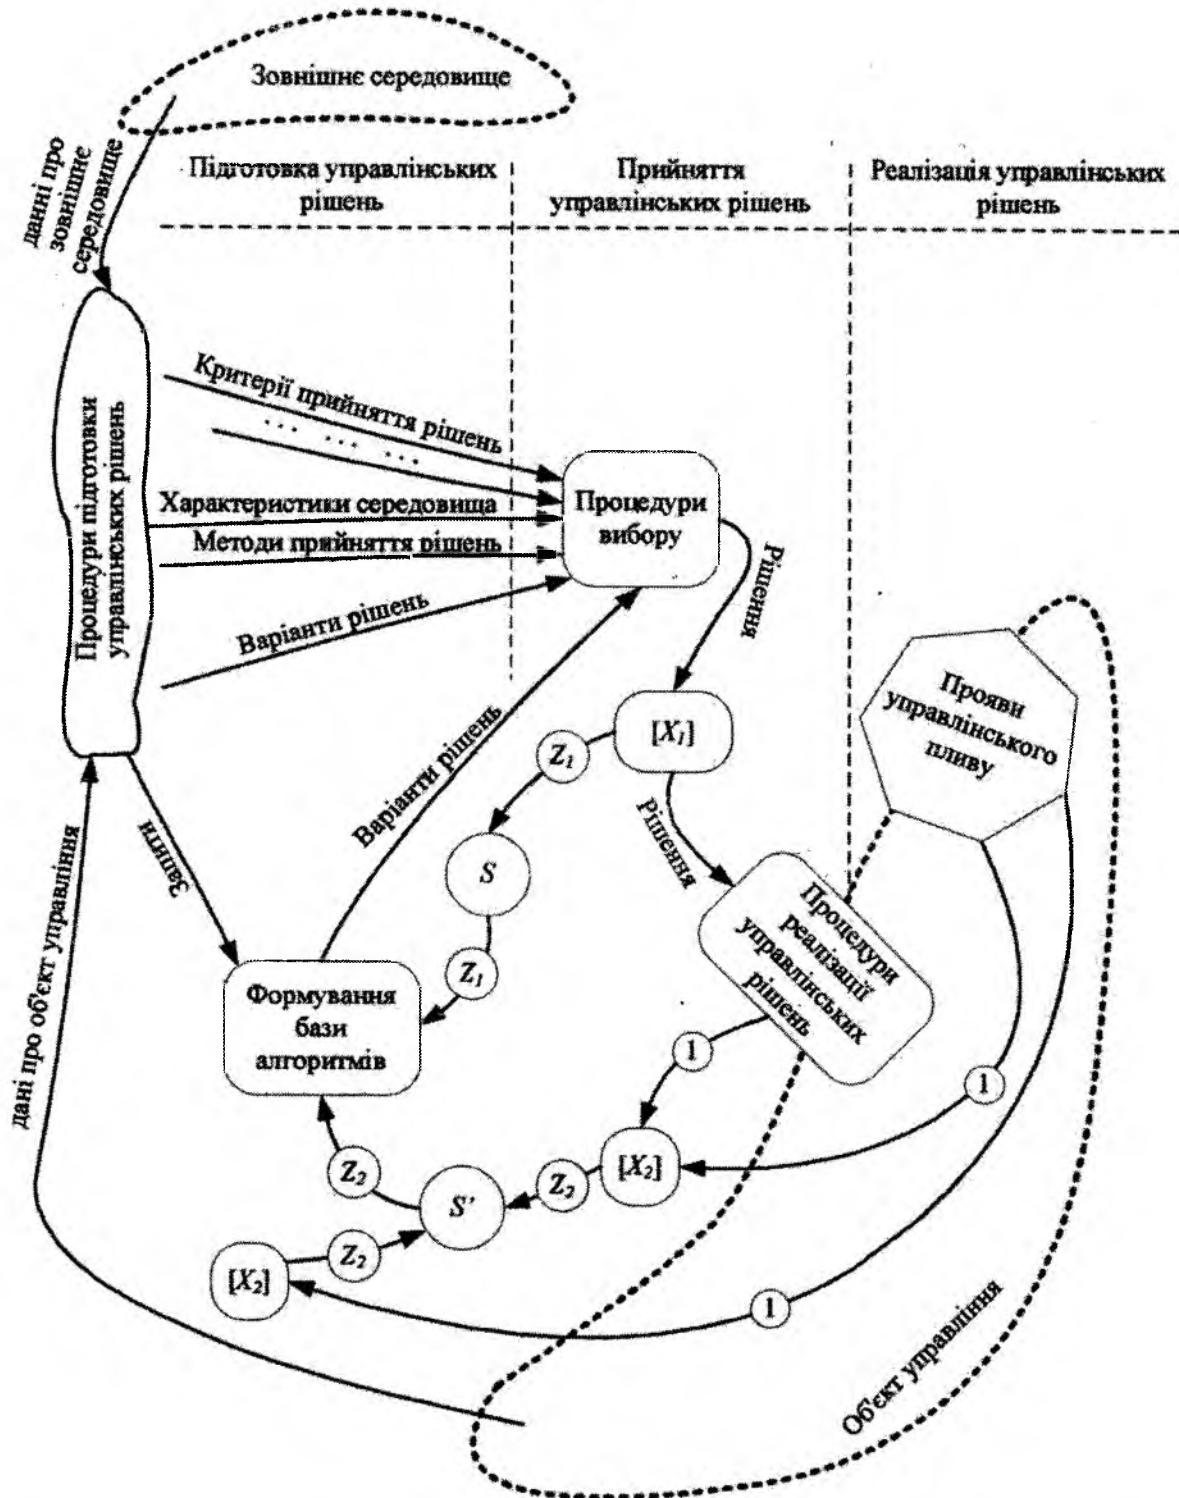 Зовнішнє середовище
данні про
зовнішнє
середовище
Підготовка управлінських
рішень
Прийняття
управлінських рішень
Реалізація управлінських
рішень
Процедури підготовки
управлінських рішень
Критерії прийняття рішень
... ... ...
Характеристики середовища
Методи прийняття рішень
Варіанти рішень
Процедури
вибору
Рішення
Варіанти рішень
[X1]
Z1
S
Z1
Рішення
Прояви
управлінського
пливу
Запити
дані про об'єкт управління
Формування
бази
алгоритмів
Процедури
реалізації
управлінських
рішень
1
1
[X2]
Z2
S'
Z2
Z2
[X2]
1
Об'єкт управління